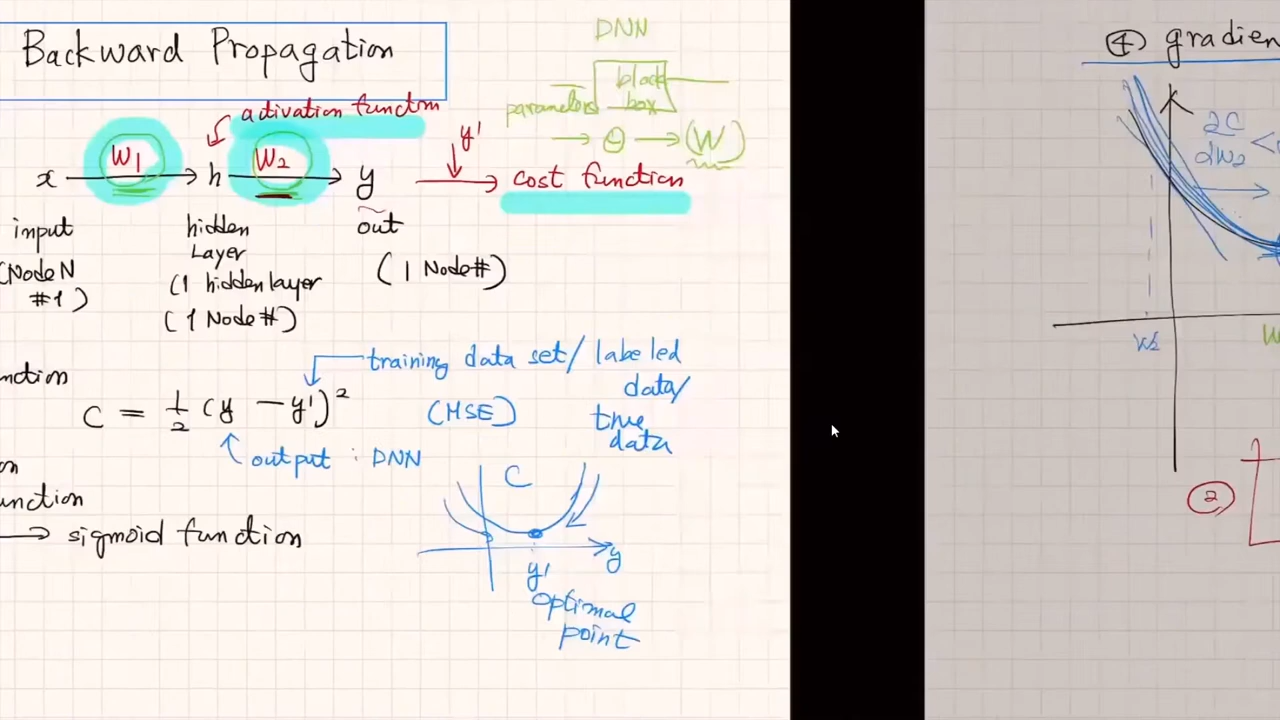 Backward Propagation
DNN
black
box
parameters
→ θ → (W)
activation function
x W1 h W2 y
y'
cost function
input
(Node N
#1)
hidden
Layer
(1 hidden layer
(1 Node#)
out
(1 Node#)
nction
C = 1/2 (y - y')²
training data set/ labeled
data/
true
data
(MSE)
output : DNN
on
unction
→ sigmoid function
C
y
y'
optimal
point
④ gradien
∂C
∂W2
<
②